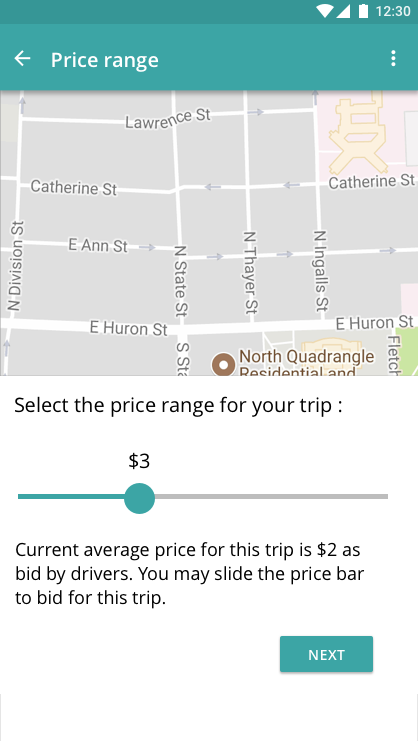 12:30
Price range
Lawrence St
Catherine St
Catherine St
E Ann St
N Division St
N State St
N Thayer St
N Ingalls St
E Huron St
E Huron St
S Sta
Fletch
North Quadrangle
Residential and
Select the price range for your trip :
$3
Current average price for this trip is $2 as
bid by drivers. You may slide the price bar
to bid for this trip.
NEXT